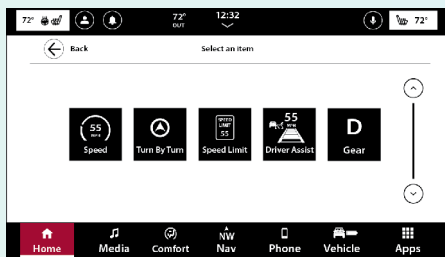 72° 72° OUT 12:32 72°
Back Select an item
55 MPH Speed
Turn By Turn
SPEED LIMIT 55 Speed Limit
55 MPH Driver Assist
D Gear
Home Media Comfort NW Nav Phone Vehicle Apps